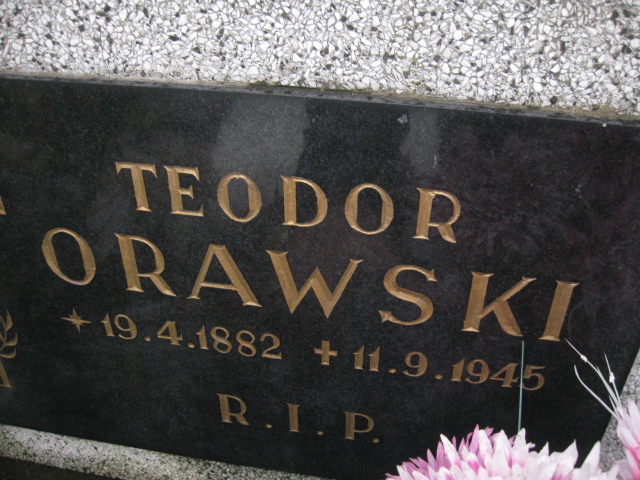 TEODOR
ORAWSKI
* 19.4.1882 + 11.9.1945
R.I.P.